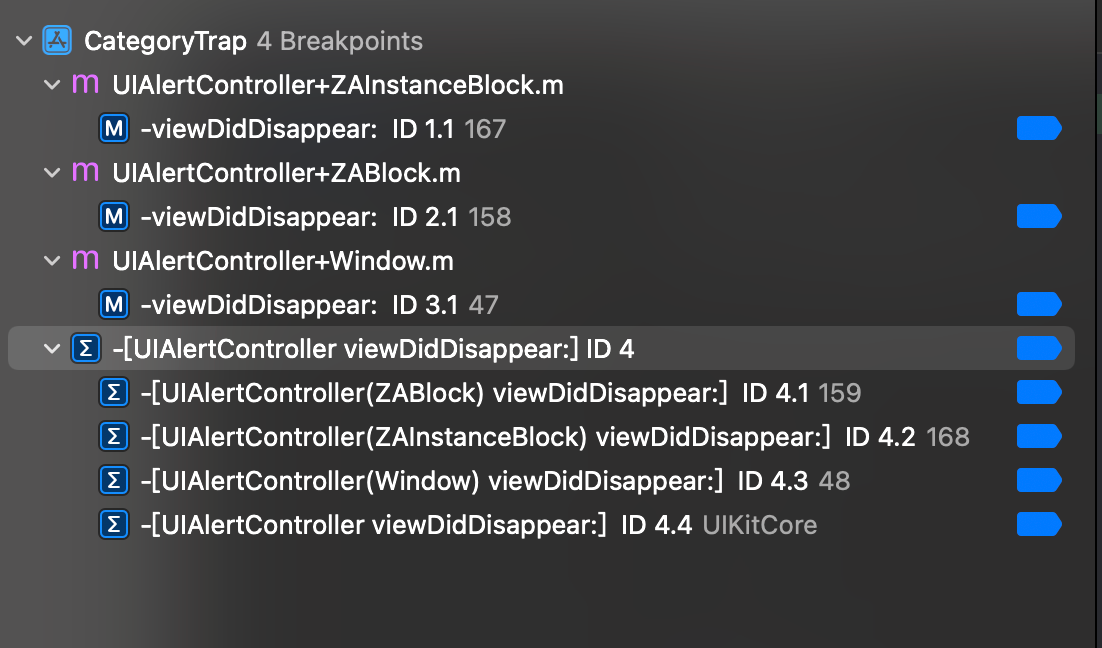 CategoryTrap 4 Breakpoints
m UIAlertController+ZAInstanceBlock.m
M -viewDidDisappear: ID 1.1 167
m UIAlertController+ZABlock.m
M -viewDidDisappear: ID 2.1 158
m UIAlertController+Window.m
M -viewDidDisappear: ID 3.1 47
Σ -[UIAlertController viewDidDisappear:] ID 4
Σ -[UIAlertController(ZABlock) viewDidDisappear:] ID 4.1 159
Σ -[UIAlertController(ZAInstanceBlock) viewDidDisappear:] ID 4.2 168
Σ -[UIAlertController(Window) viewDidDisappear:] ID 4.3 48
Σ -[UIAlertController viewDidDisappear:] ID 4.4 UIKitCore